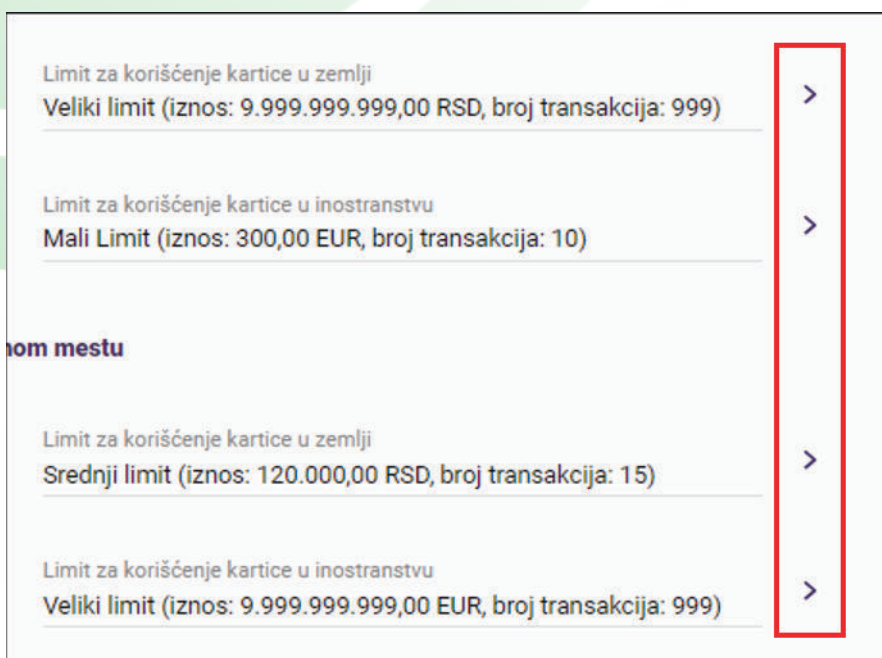 Limit za korišćenje kartice u zemlji
Veliki limit (iznos: 9.999.999.999,00 RSD, broj transakcija: 999)
Limit za korišćenje kartice u inostranstvu
Mali Limit (iznos: 300,00 EUR, broj transakcija: 10)
nom mestu
Limit za korišćenje kartice u zemlji
Srednji limit (iznos: 120.000,00 RSD, broj transakcija: 15)
Limit za korišćenje kartice u inostranstvu
Veliki limit (iznos: 9.999.999.999,00 EUR, broj transakcija: 999)